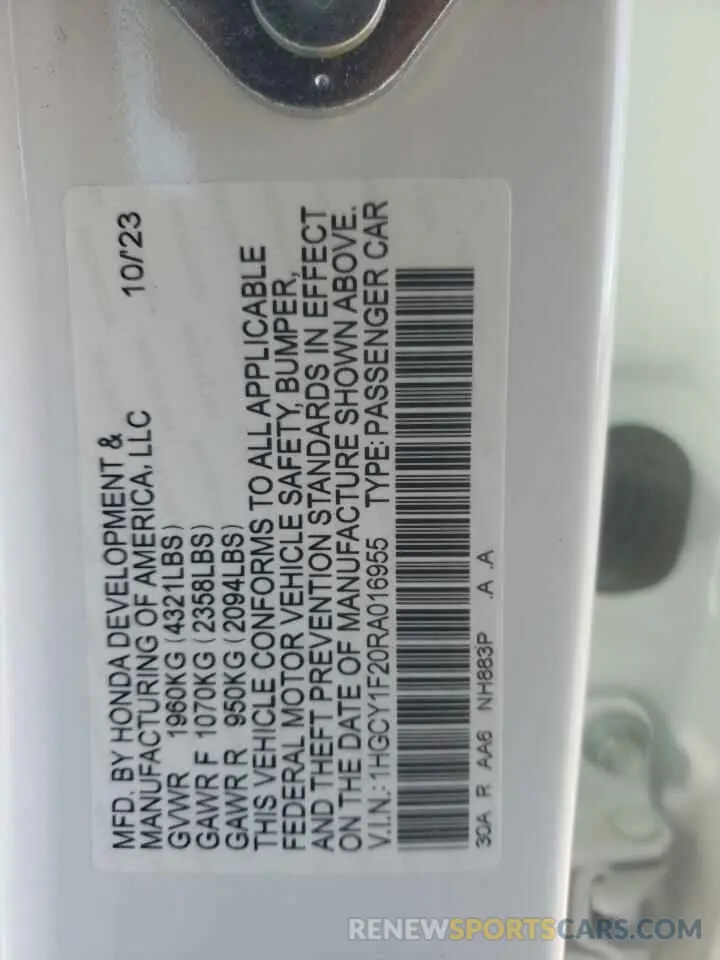 MFD. BY HONDA DEVELOPMENT & 10/'23
MANUFACTURING OF AMERICA, LLC
GVWR 1960KG (4321LBS)
GAWR F 1070KG (2358LBS)
GAWR R 950KG (2094LBS)
THIS VEHICLE CONFORMS TO ALL APPLICABLE
FEDERAL MOTOR VEHICLE SAFETY, BUMPER,
AND THEFT PREVENTION STANDARDS IN EFFECT
ON THE DATE OF MANUFACTURE SHOWN ABOVE.
V.I.N.: 1HGCY1F20RA016955 TYPE: PASSENGER CAR
30A R AA6 NH883P .A .A
RENEWSPORTSCARS.COM